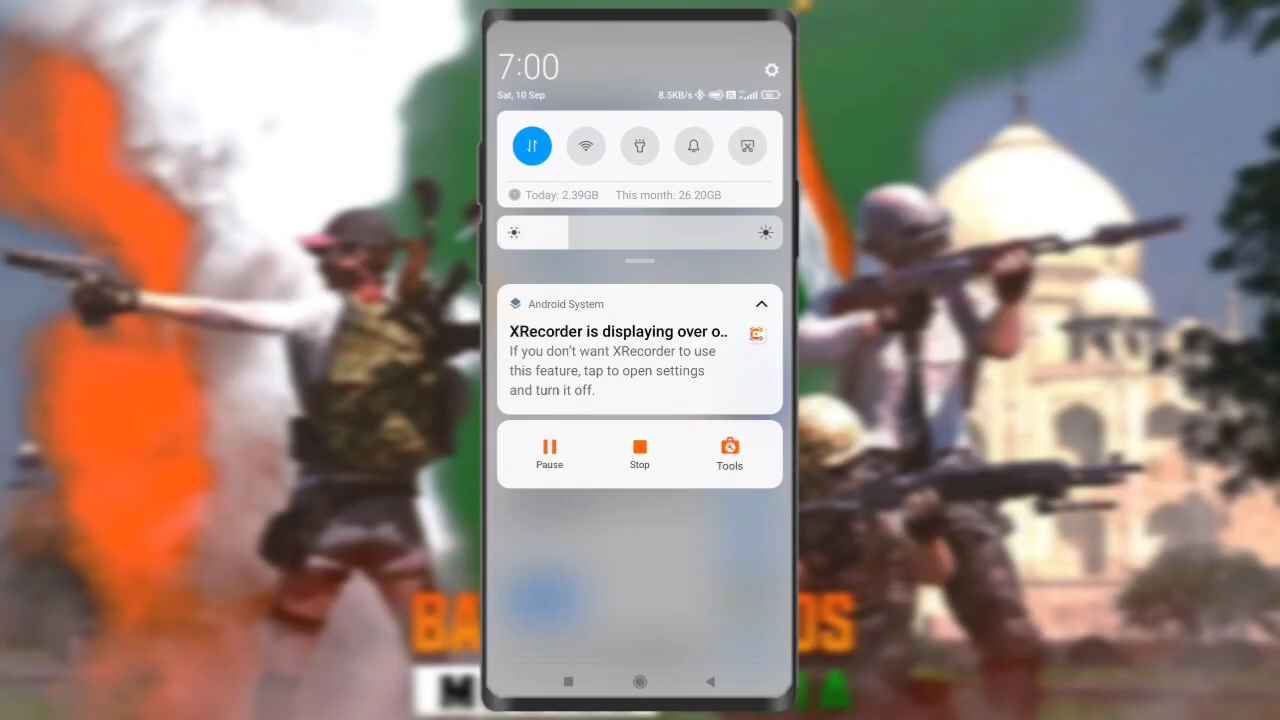 7:00
Sat, 10 Sep
8.5KB/s
Today: 2.39GB This month: 26.20GB
Android System
XRecorder is displaying over o..
If you don't want XRecorder to use
this feature, tap to open settings
and turn it off.
Pause Stop Tools
BA DS
M A